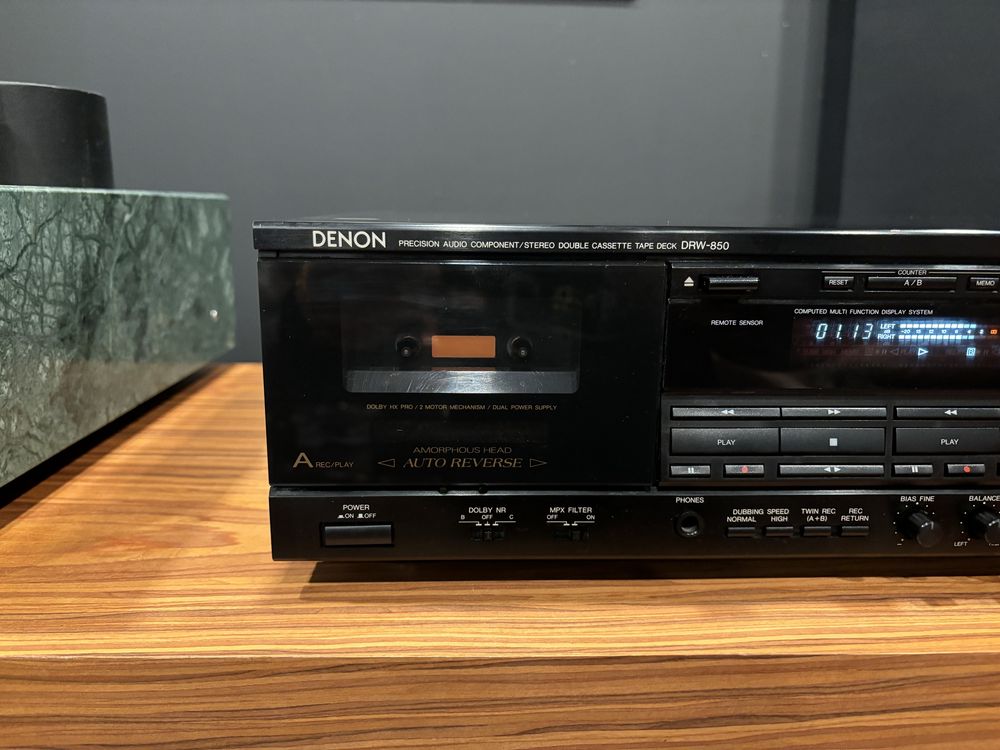 DENON PRECISION AUDIO COMPONENT/STEREO DOUBLE CASSETTE TAPE DECK DRW-850
COUNTER
RESET A/B MEMO
COMPUTED MULTI FUNCTION DISPLAY SYSTEM
REMOTE SENSOR
01.13 LEFT
dB -20
RIGHT
DOLBY HX PRO / 2 MOTOR MECHANISM / DUAL POWER SUPPLY
PLAY PLAY
AMORPHOUS HEAD
A REC/PLAY AUTO REVERSE
POWER
ON OFF
DOLBY NR
B OFF C
MPX FILTER
OFF ON
PHONES
DUBBING SPEED
NORMAL HIGH
TWIN REC
(A+B)
REC
RETURN
BIAS FINE
BALANCE
LEFT